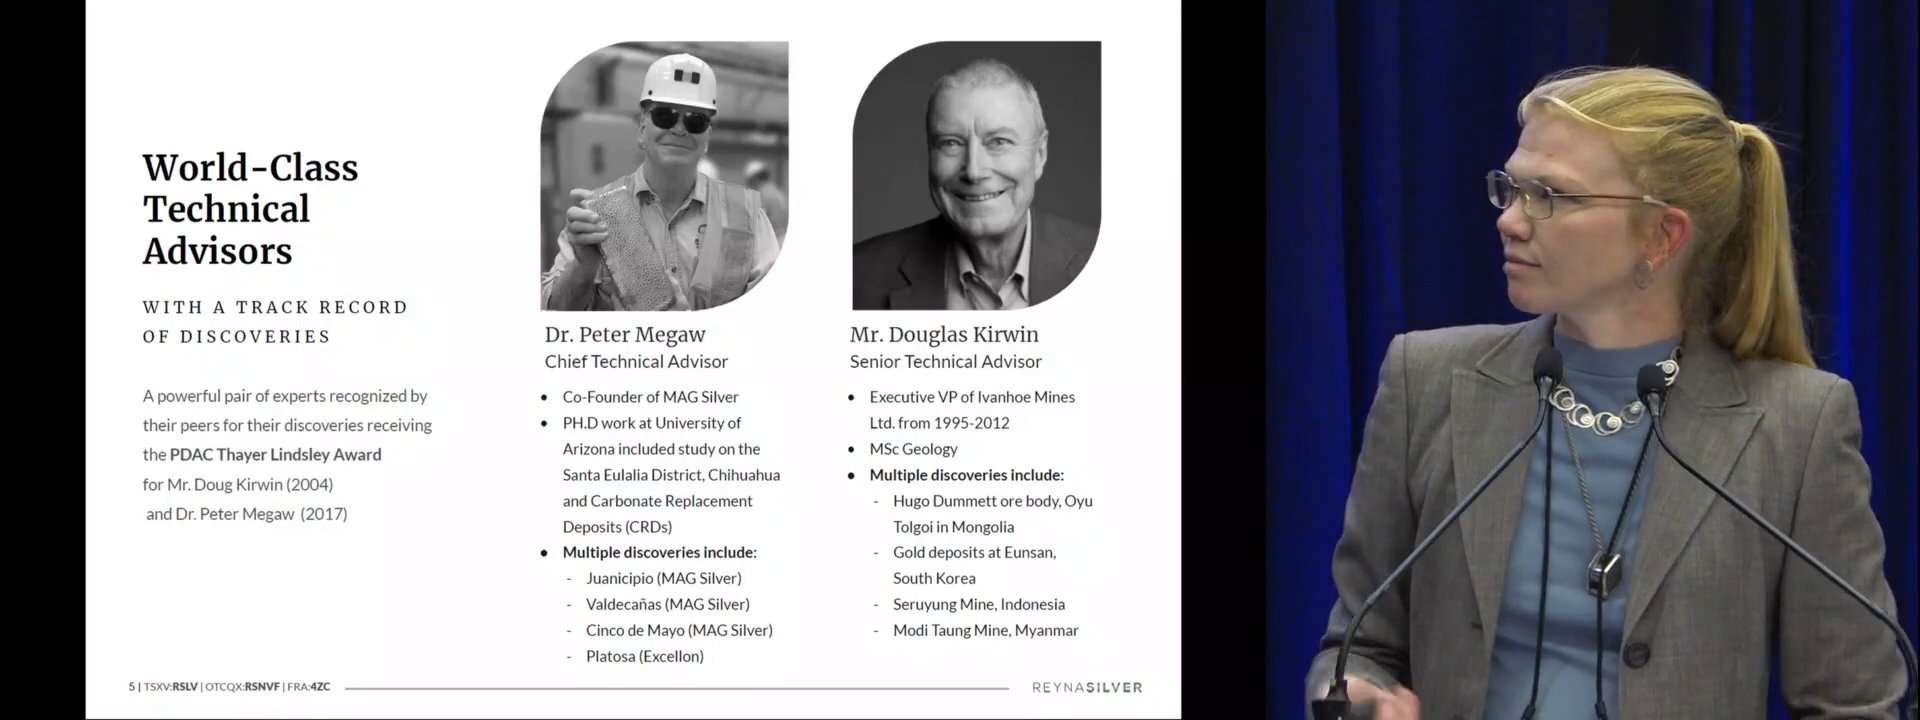 World-Class
Technical
Advisors
WITH A TRACK RECORD
OF DISCOVERIES
A powerful pair of experts recognized by
their peers for their discoveries receiving
the PDAC Thayer Lindsley Award
for Mr. Doug Kirwin (2004)
and Dr. Peter Megaw (2017)
Dr. Peter Megaw
Chief Technical Advisor
• Co-Founder of MAG Silver
• PH.D work at University of
Arizona included study on the
Santa Eulalia District, Chihuahua
and Carbonate Replacement
Deposits (CRDs)
• Multiple discoveries include:
- Juanicipio (MAG Silver)
- Valdecañas (MAG Silver)
- Cinco de Mayo (MAG Silver)
- Platosa (Excellon)
Mr. Douglas Kirwin
Senior Technical Advisor
• Executive VP of Ivanhoe Mines
Ltd. from 1995-2012
• MSc Geology
• Multiple discoveries include:
- Hugo Dummett ore body, Oyu
Tolgoi in Mongolia
- Gold deposits at Eunsan,
South Korea
- Seruyung Mine, Indonesia
- Modi Taung Mine, Myanmar
5 | TSXV:RSLV | OTCQX:RSNVF | FRA:4ZC
REYNASILVER